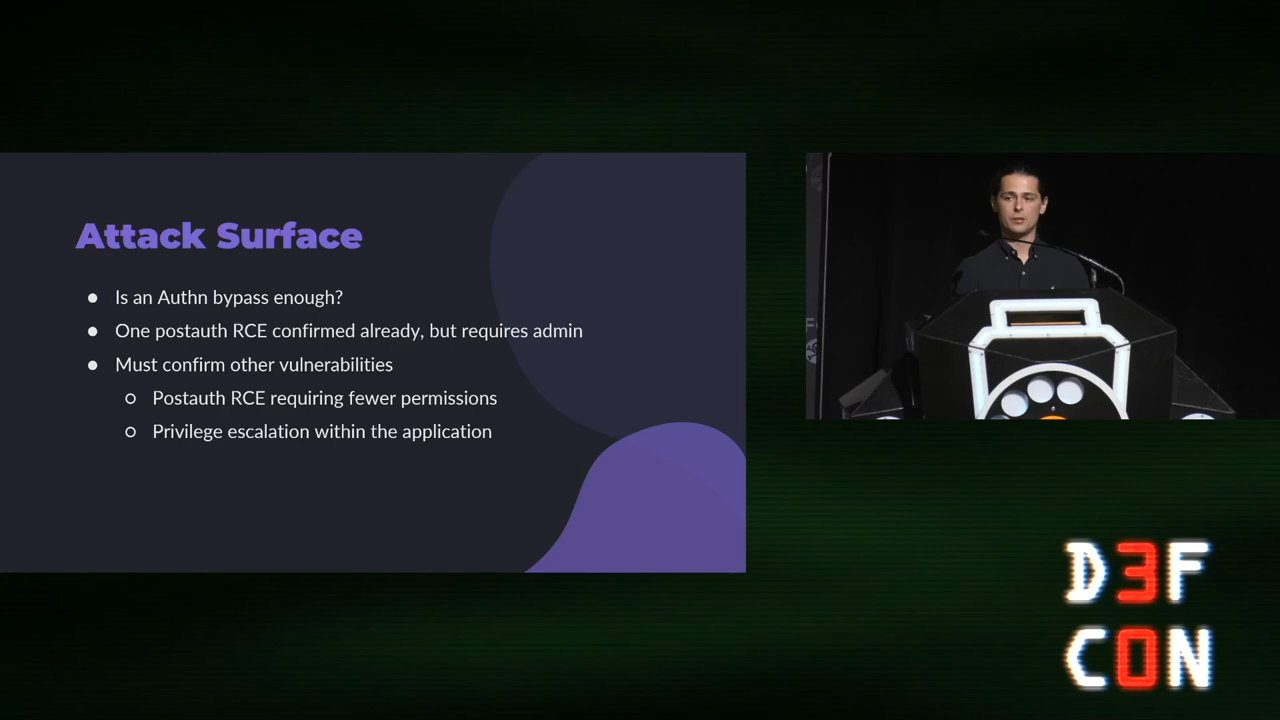 Attack Surface
● Is an Authn bypass enough?
● One postauth RCE confirmed already, but requires admin
● Must confirm other vulnerabilities
○ Postauth RCE requiring fewer permissions
○ Privilege escalation within the application
D3F
C0N